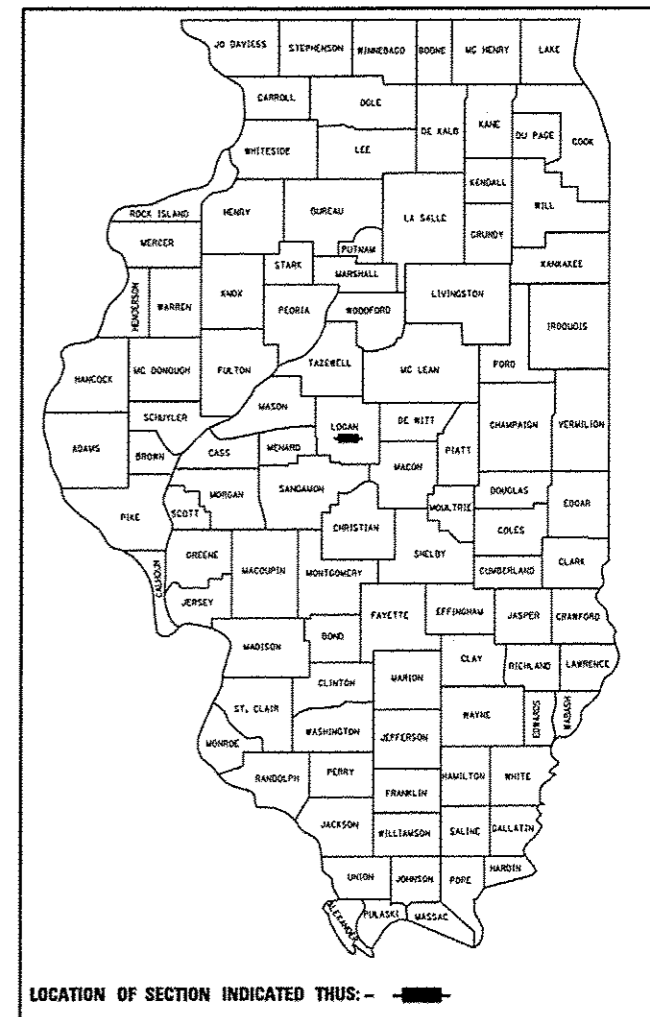 JO DAVIESS
STEPHENSON
WINNEBAGO
BOONE
MC HENRY
LAKE
CARROLL
OGLE
DE KALB
KANE
DU PAGE
COOK
WHITESIDE
LEE
KENDALL
WILL
ROCK ISLAND
HENRY
BUREAU
LA SALLE
GRUNDY
MERCER
PUTNAM
STARK
MARSHALL
KANKAKEE
HENDERSON
WARREN
KNOX
PEORIA
WOODFORD
LIVINGSTON
IROQUOIS
HANCOCK
MC DONOUGH
FULTON
TAZEWELL
MC LEAN
FORD
SCHUYLER
MASON
LOGAN
DE WITT
CHAMPAIGN
VERMILION
ADAMS
BROWN
CASS
MENARD
MACON
PIATT
PIKE
SCOTT
MORGAN
SANGAMON
CHRISTIAN
MOULTRIE
DOUGLAS
EDGAR
COLES
CALHOUN
GREENE
MACOUPIN
MONTGOMERY
SHELBY
CUMBERLAND
CLARK
JERSEY
FAYETTE
EFFINGHAM
JASPER
CRAWFORD
MADISON
BOND
CLAY
RICHLAND
LAWRENCE
CLINTON
MARION
ST. CLAIR
WAYNE
EDWARDS
WABASH
MONROE
WASHINGTON
JEFFERSON
RANDOLPH
PERRY
HAMILTON
WHITE
FRANKLIN
JACKSON
WILLIAMSON
SALINE
GALLATIN
UNION
JOHNSON
POPE
HARDIN
ALEXANDER
PULASKI
MASSAC
LOCATION OF SECTION INDICATED THUS: -